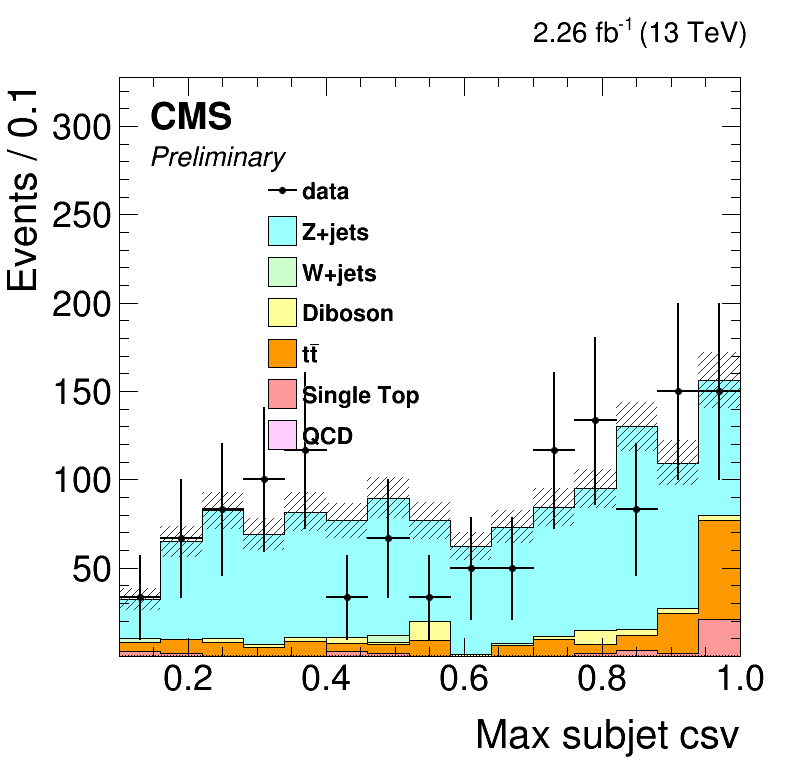 2.26 fb-1 (13 TeV)
Events / 0.1
300
250
200
150
100
50
CMS
Preliminary
data
Z+jets
W+jets
Diboson
tt̄
Single Top
QCD
0.2 0.4 0.6 0.8 1.0
Max subjet csv